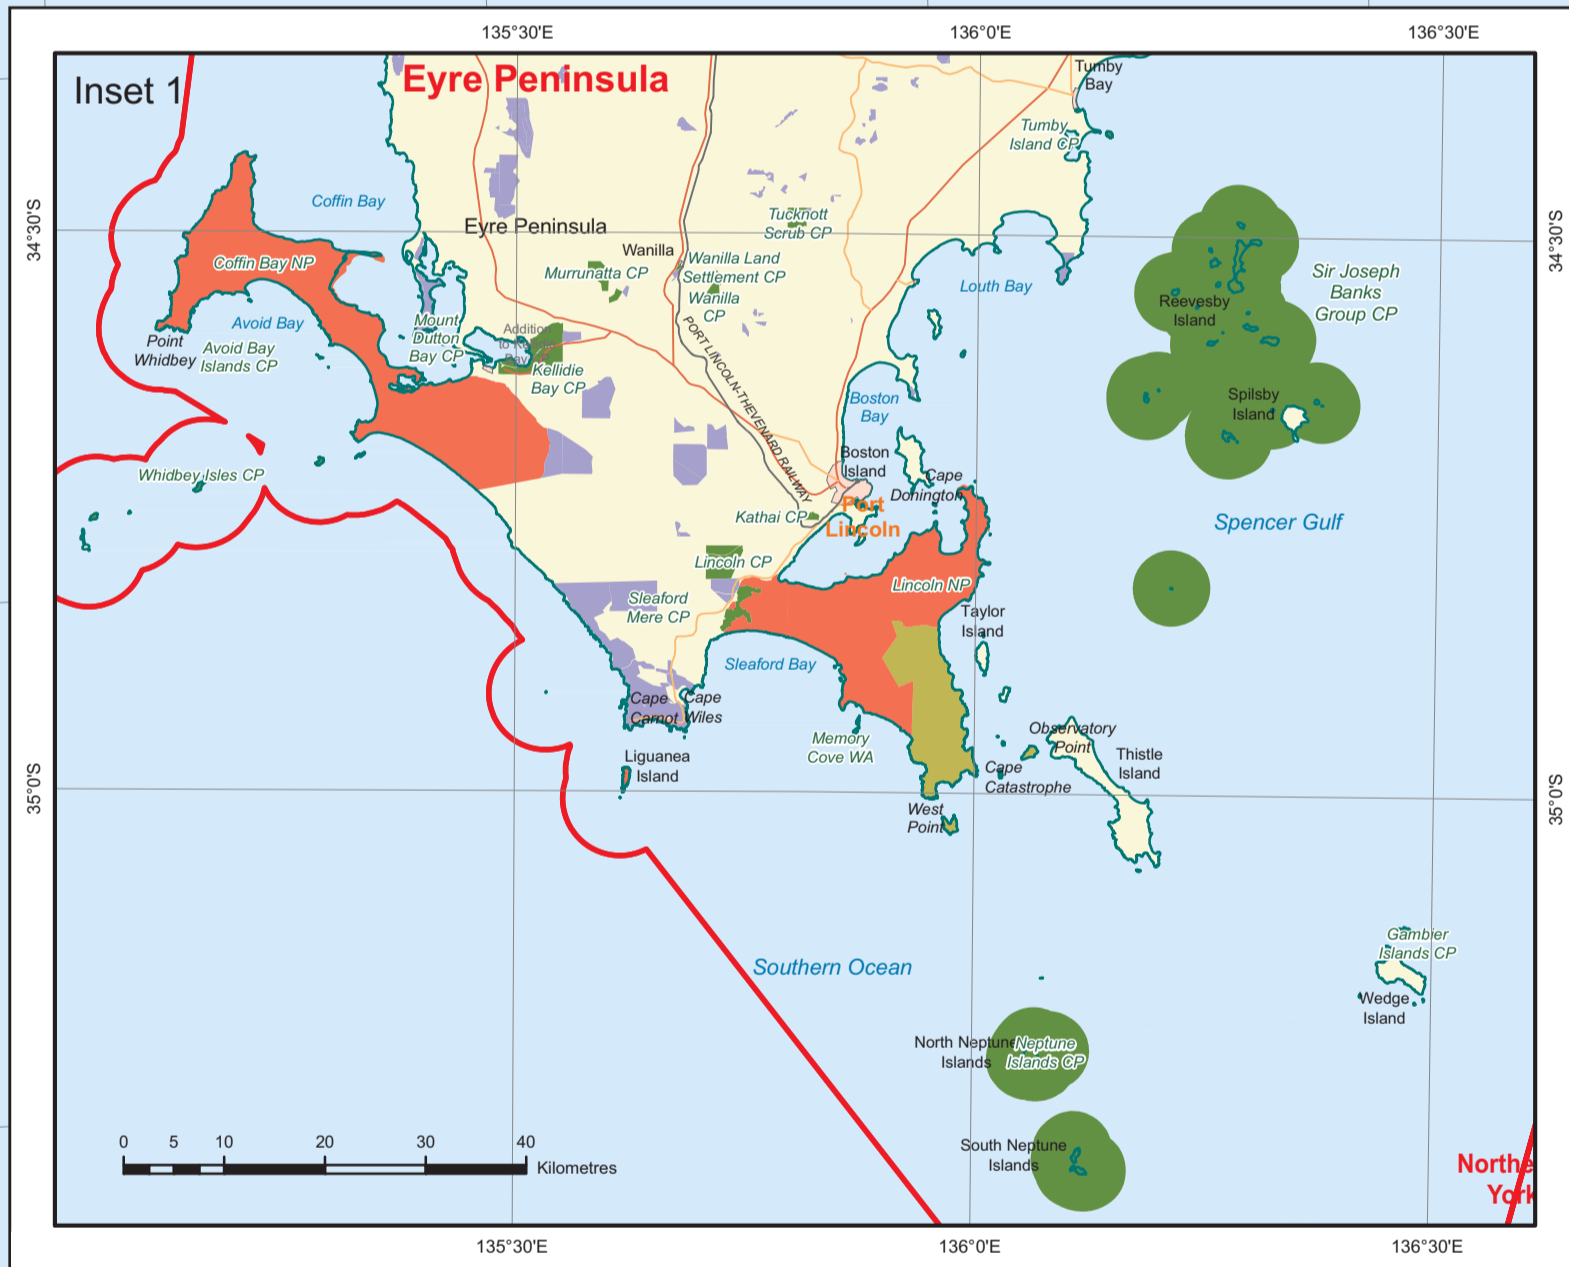 135°30'E
136°0'E
136°30'E
Inset 1
Eyre Peninsula
Tumby
Bay
Tumby
Island CP
Coffin Bay
Eyre Peninsula
Tucknott
Scrub CP
34°30'S
34°30'S
Wanilla
Wanilla Land
Settlement CP
Coffin Bay NP
Murrunatta CP
Wanilla
CP
Louth Bay
Sir Joseph
Banks
Group CP
Reevesby
Island
Avoid Bay
Point
Whidbey
Avoid Bay
Islands CP
Mount
Dutton
Bay CP
Addition
Kellidie
Bay CP
PORT LINCOLN-THEVENARD RAILWAY
Boston
Bay
Spilsby
Island
Boston
Island
Whidbey Isles CP
Cape
Donington
Port
Lincoln
Kathai CP
Spencer Gulf
Lincoln CP
Lincoln NP
Sleaford
Mere CP
Taylor
Island
Sleaford Bay
Cape
Carnot
Cape
Wiles
Memory
Cove WA
Observatory
Point
Thistle
Island
Liguanea
Island
Cape
Catastrophe
35°0'S
35°0'S
West
Point
Gambier
Islands CP
Southern Ocean
Wedge
Island
North Neptune
Islands
Neptune
Islands CP
South Neptune
Islands
0 5 10 20 30 40
Kilometres
Northe
York
135°30'E
136°0'E
136°30'E